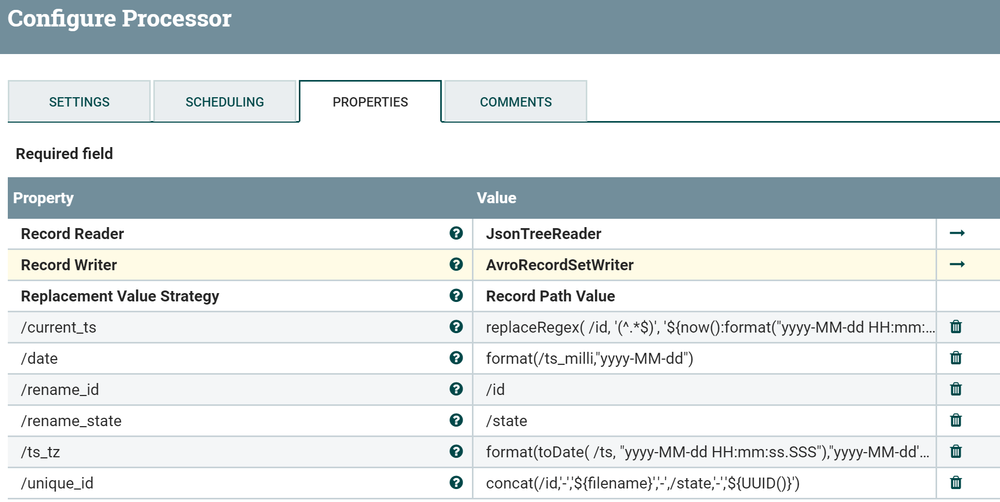 Configure Processor
SETTINGS SCHEDULING PROPERTIES COMMENTS
Required field
Property Value
Record Reader JsonTreeReader
Record Writer AvroRecordSetWriter
Replacement Value Strategy Record Path Value
/current_ts replaceRegex( /id, '(^.*$)', '${now():format("yyyy-MM-dd HH:mm:...
/date format(/ts_milli,"yyyy-MM-dd")
/rename_id /id
/rename_state /state
/ts_tz format(toDate( /ts, "yyyy-MM-dd HH:mm:ss.SSS"),"yyyy-MM-dd'...
/unique_id concat(/id,'-','${filename}','-',/state,'-','${UUID()}')